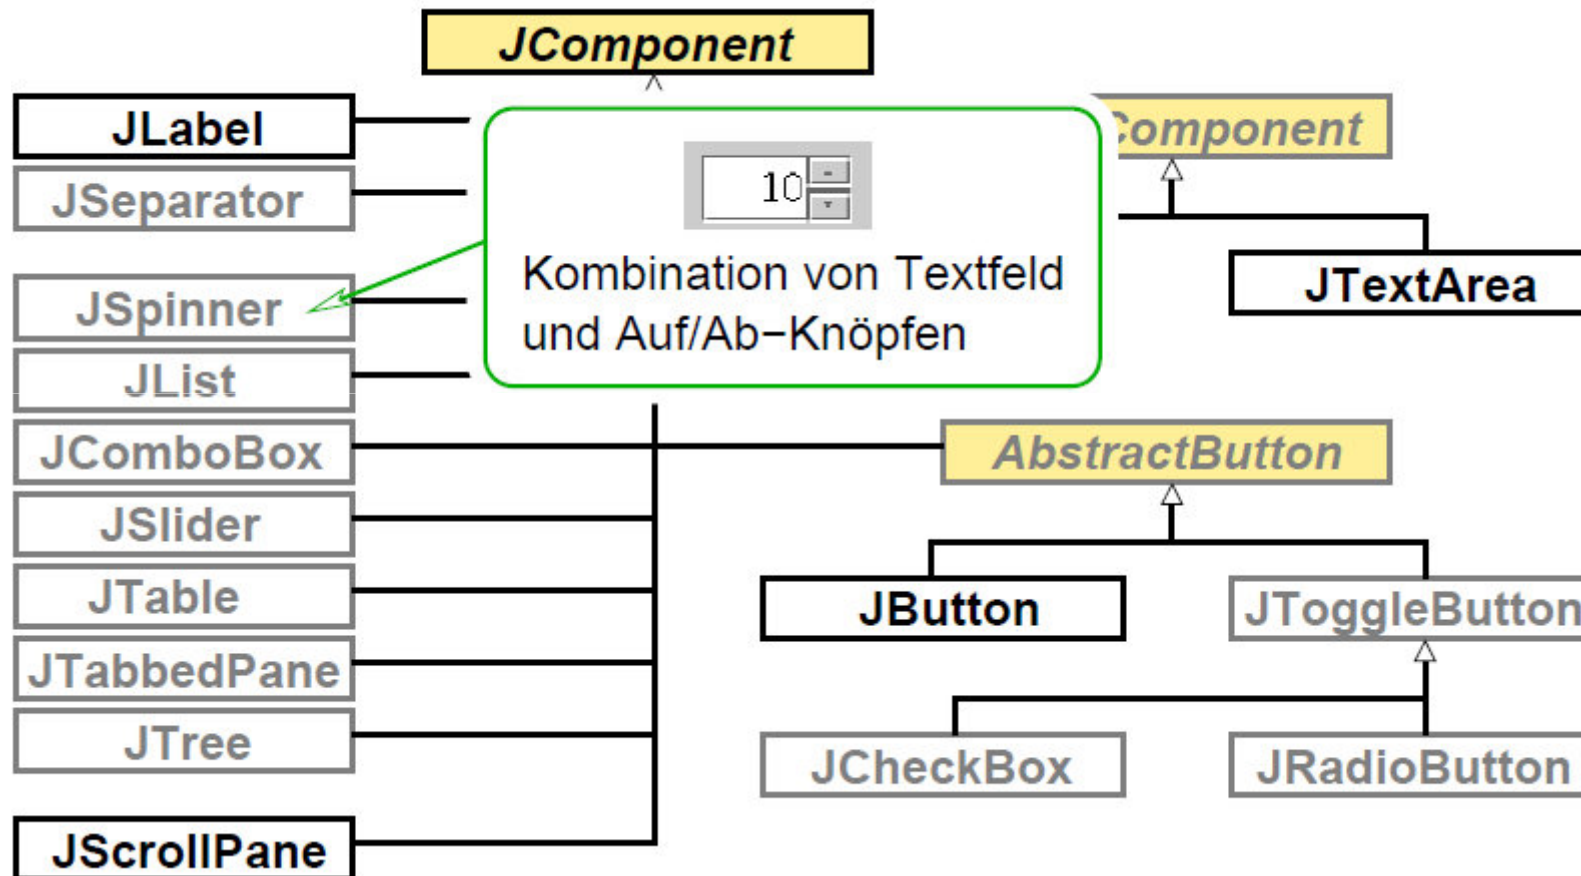 JComponent
JLabel
JSeparator
JSpinner
JList
JComboBox
JSlider
JTable
JTabbedPane
JTree
JScrollPane
10
Kombination von Textfeld
und Auf/Ab–Knöpfen
Component
JTextArea
AbstractButton
JButton
JToggleButton
JCheckBox
JRadioButton